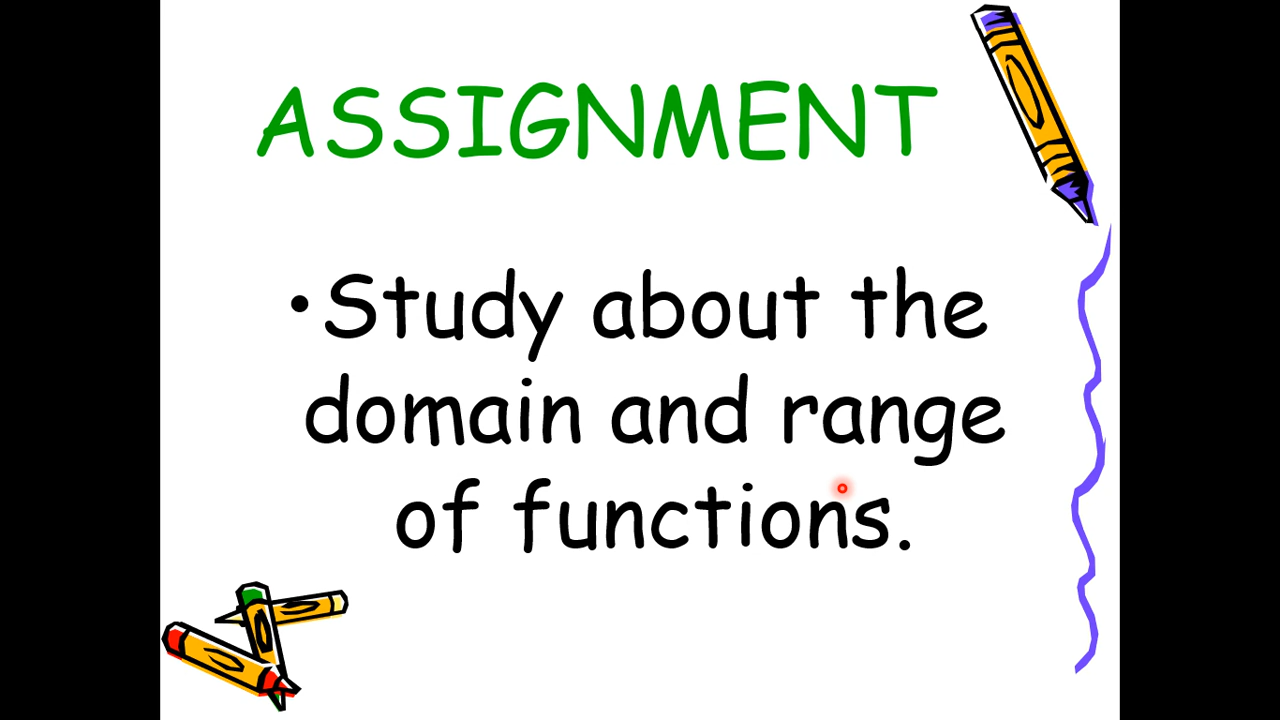 ASSIGNMENT
•Study about the
domain and range
of functions.